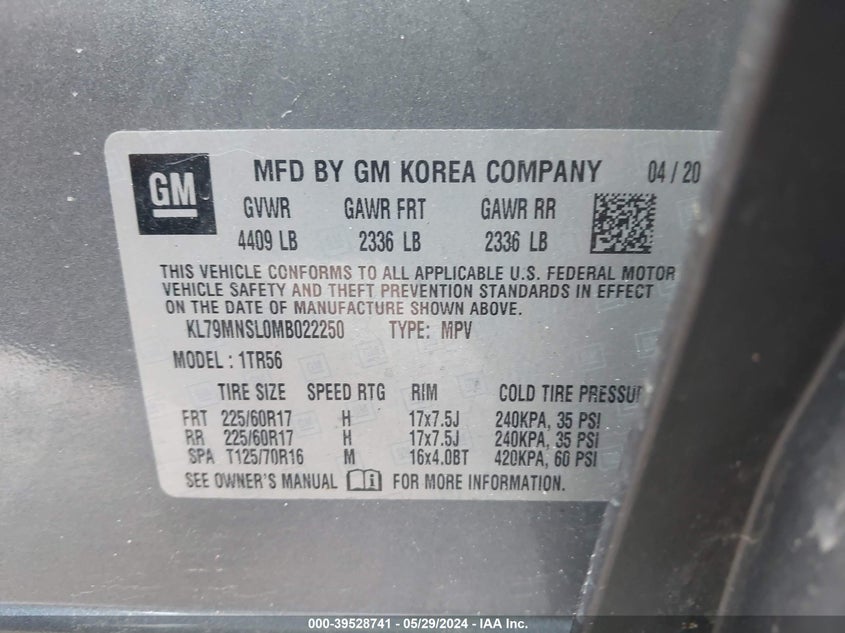 GM MFD BY GM KOREA COMPANY 04 / 20
GVWR GAWR FRT GAWR RR
4409 LB 2336 LB 2336 LB
THIS VEHICLE CONFORMS TO ALL APPLICABLE U.S. FEDERAL MOTOR
VEHICLE SAFETY AND THEFT PREVENTION STANDARDS IN EFFECT
ON THE DATE OF MANUFACTURE SHOWN ABOVE.
KL79MNSL0MB022250 TYPE: MPV
MODEL : 1TR56
TIRE SIZE SPEED RTG RIM COLD TIRE PRESSUR
FRT 225/60R17 H 17x7.5J 240KPA, 35 PSI
RR 225/60R17 H 17x7.5J 240KPA, 35 PSI
SPA T125/70R16 M 16x4.0BT 420KPA, 60 PSI
SEE OWNER'S MANUAL FOR MORE INFORMATION.
000-39528741 - 05/29/2024 - IAA Inc.